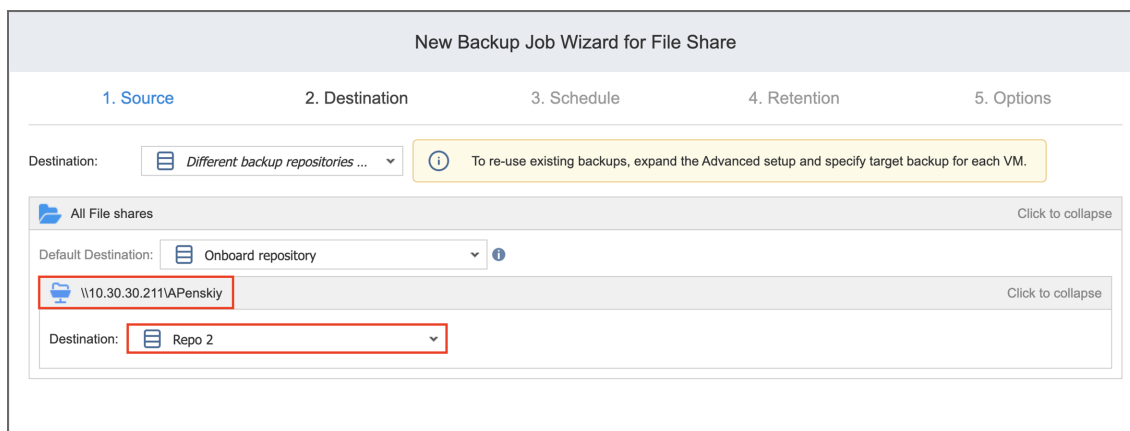 New Backup Job Wizard for File Share
1. Source 2. Destination 3. Schedule 4. Retention 5. Options
Destination: Different backup repositories ... To re-use existing backups, expand the Advanced setup and specify target backup for each VM.
All File shares Click to collapse
Default Destination: Onboard repository
\\10.30.30.211\APenskiy Click to collapse
Destination: Repo 2